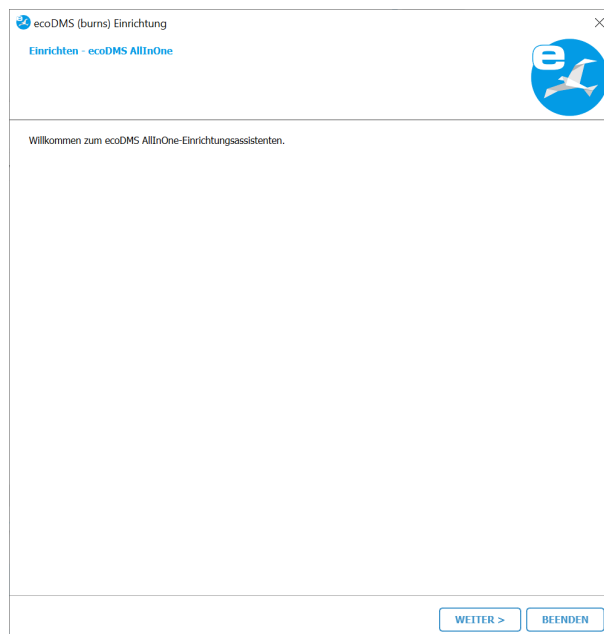 ecoDMS (burns) Einrichtung
Einrichten - ecoDMS AllInOne
e
Willkommen zum ecoDMS AllInOne-Einrichtungsassistenten.
WEITER > BEENDEN